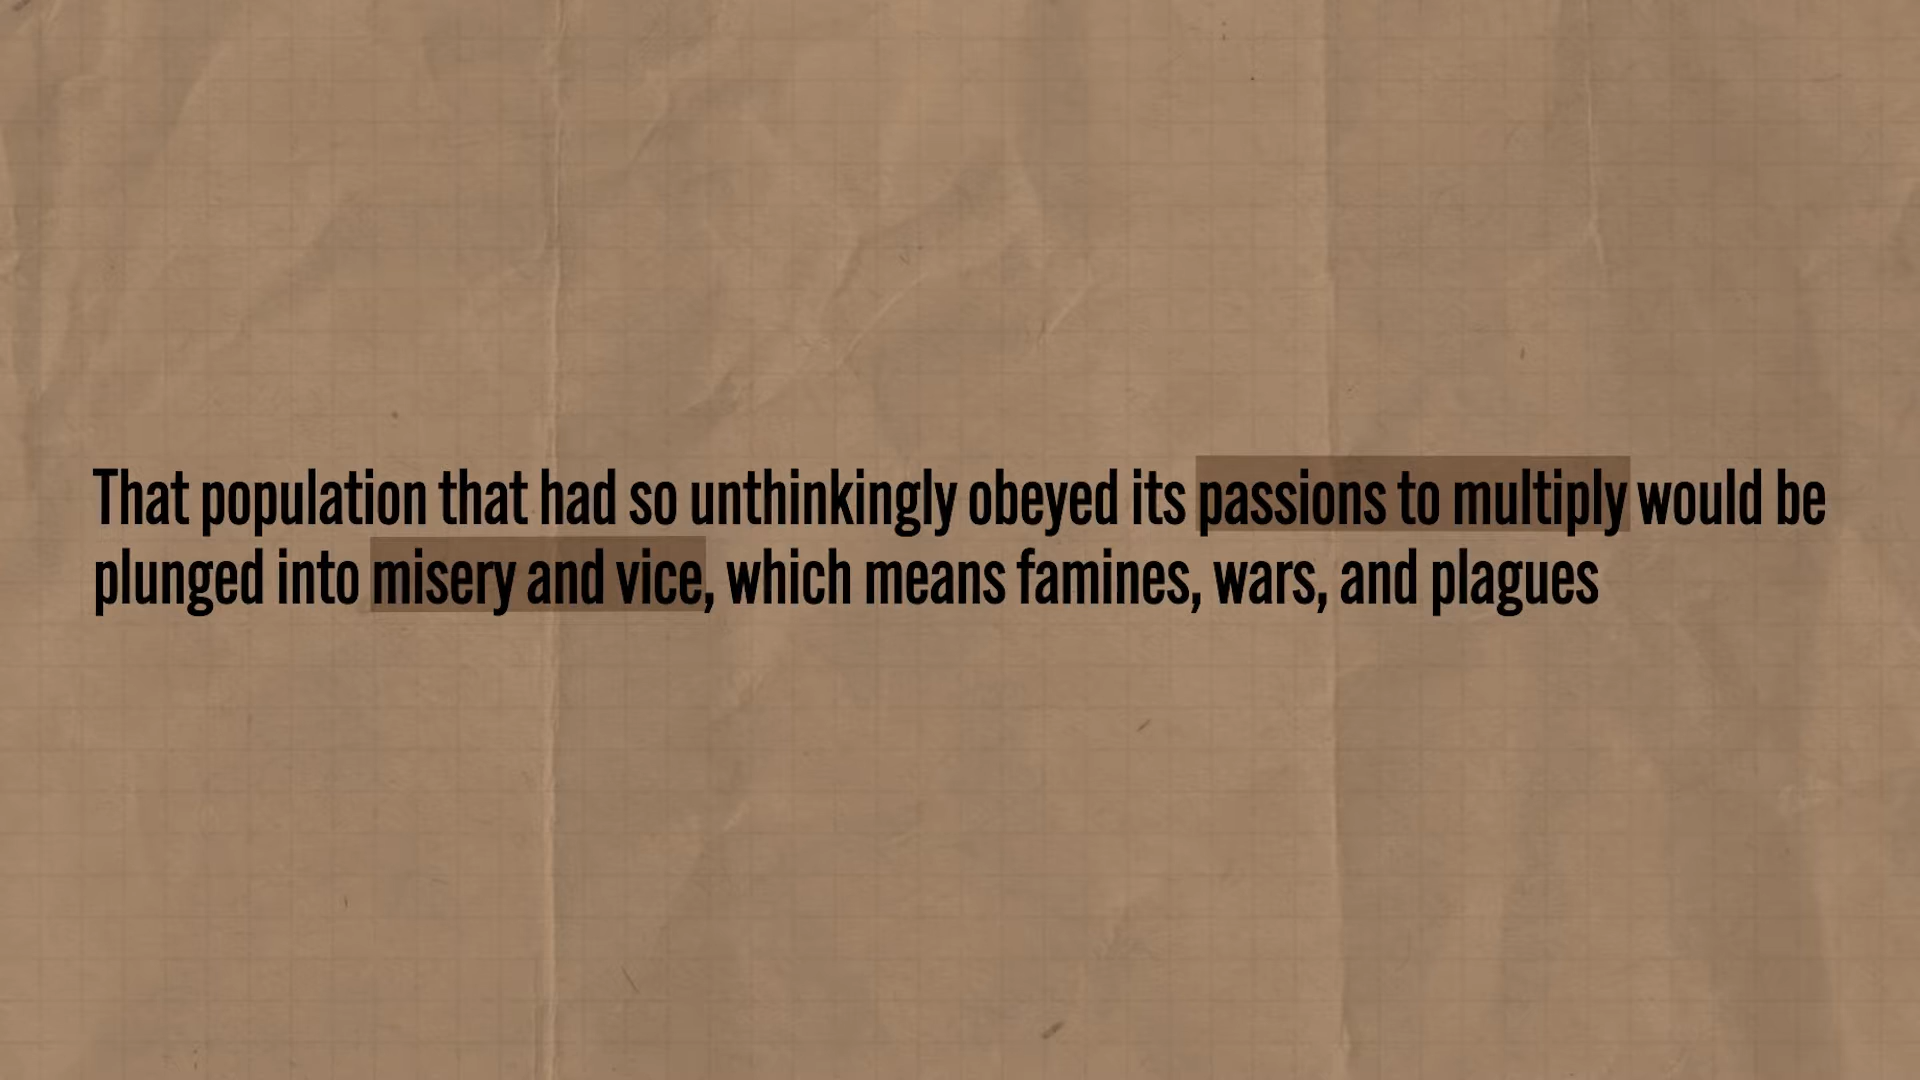 That population that had so unthinkingly obeyed its passions to multiply would be
plunged into misery and vice, which means famines, wars, and plagues